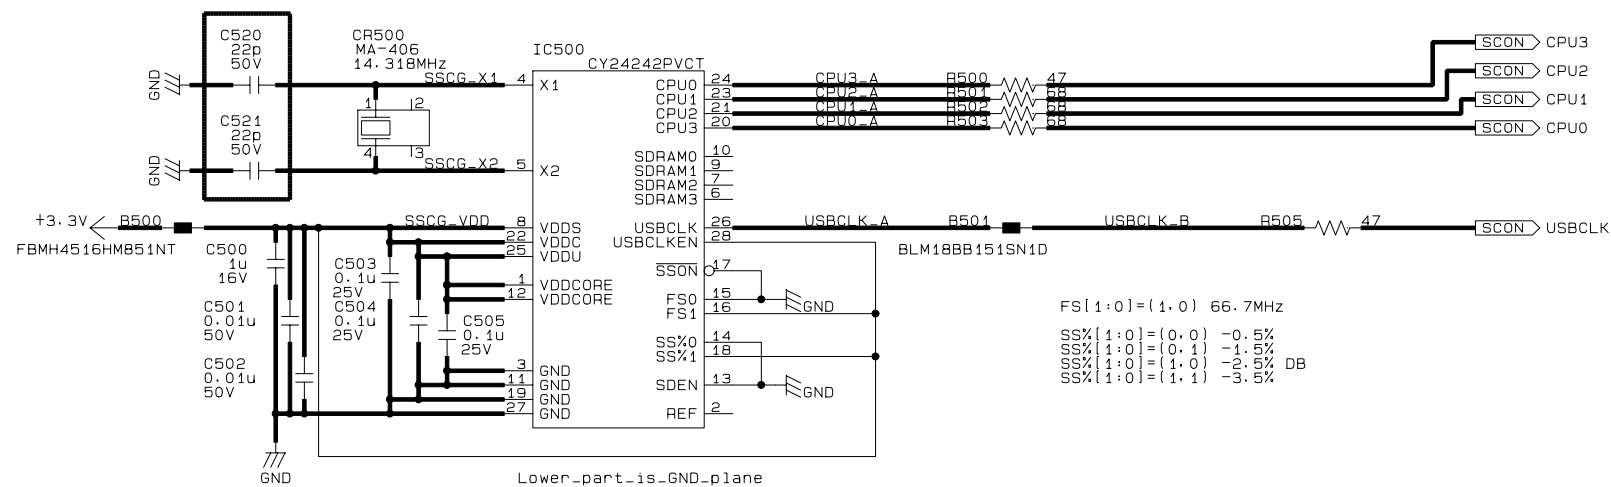 C520
22p
50V
GND
C521
22p
50V
GND
CR500
MA-406
14.318MHz
SSCG_X1
1
2
4
3
SSCG_X2
+3.3V
B500
FBMH4516HM851NT
SSCG_VDD
C500
1u
16V
C501
0.01u
50V
C502
0.01u
50V
C503
0.1u
25V
C504
0.1u
25V
C505
0.1u
25V
GND
IC500
CY24242PVCT
4 X1
5 X2
8 VDDS
22 VDDC
25 VDDU
1 VDDCORE
12 VDDCORE
3 GND
11 GND
19 GND
27 GND
CPU0 24
CPU1 23
CPU2 21
CPU3 20
SDRAM0 10
SDRAM1 9
SDRAM2 7
SDRAM3 6
USBCLK 26
USBCLKEN 28
SSON 17
FS0 15
FS1 16
SS%0 14
SS%1 18
SDEN 13
REF 2
GND
GND
CPU3_A R500 47
CPU2_A R501 68
CPU1_A R502 68
CPU0_A R503 68
SCON CPU3
SCON CPU2
SCON CPU1
SCON CPU0
USBCLK_A B501 USBCLK_B R505 47
BLM18BB151SN1D
SCON USBCLK
FS[1:0]=(1,0) 66.7MHz
SS%[1:0]=(0,0) -0.5%
SS%[1:0]=(0,1) -1.5%
SS%[1:0]=(1,0) -2.5% DB
SS%[1:0]=(1,1) -3.5%
Lower_part_is_GND_plane